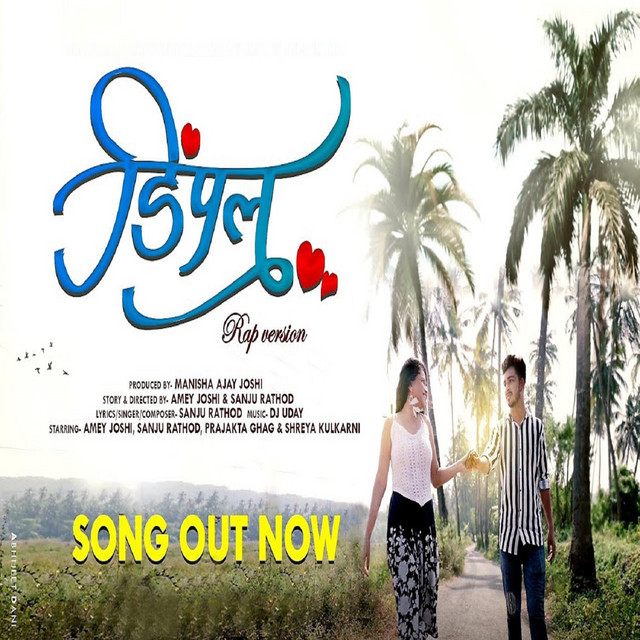 डिंपल
Rap version
PRODUCED BY- MANISHA AJAY JOSHI
STORY & DIRECTED BY- AMEY JOSHI & SANJU RATHOD
LYRICS/SINGER/COMPOSER- SANJU RATHOD MUSIC- DJ UDAY
STARRING- AMEY JOSHI, SANJU RATHOD, PRAJAKTA GHAG & SHREYA KULKARNI
SONG OUT NOW